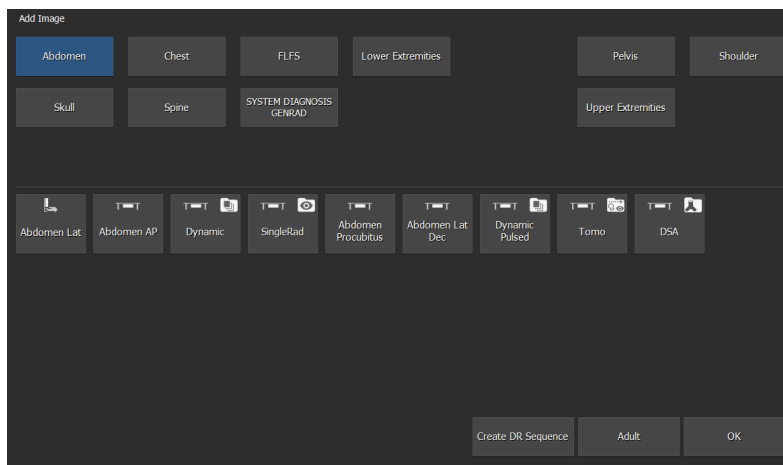 Add Image
Abdomen
Chest
FLFS
Lower Extremities
Pelvis
Shoulder
Skull
Spine
SYSTEM DIAGNOSIS
GENRAD
Upper Extremities
Abdomen Lat
Abdomen AP
Dynamic
SingleRad
Abdomen
Procubitus
Abdomen Lat
Dec
Dynamic
Pulsed
Tomo
DSA
Create DR Sequence
Adult
OK